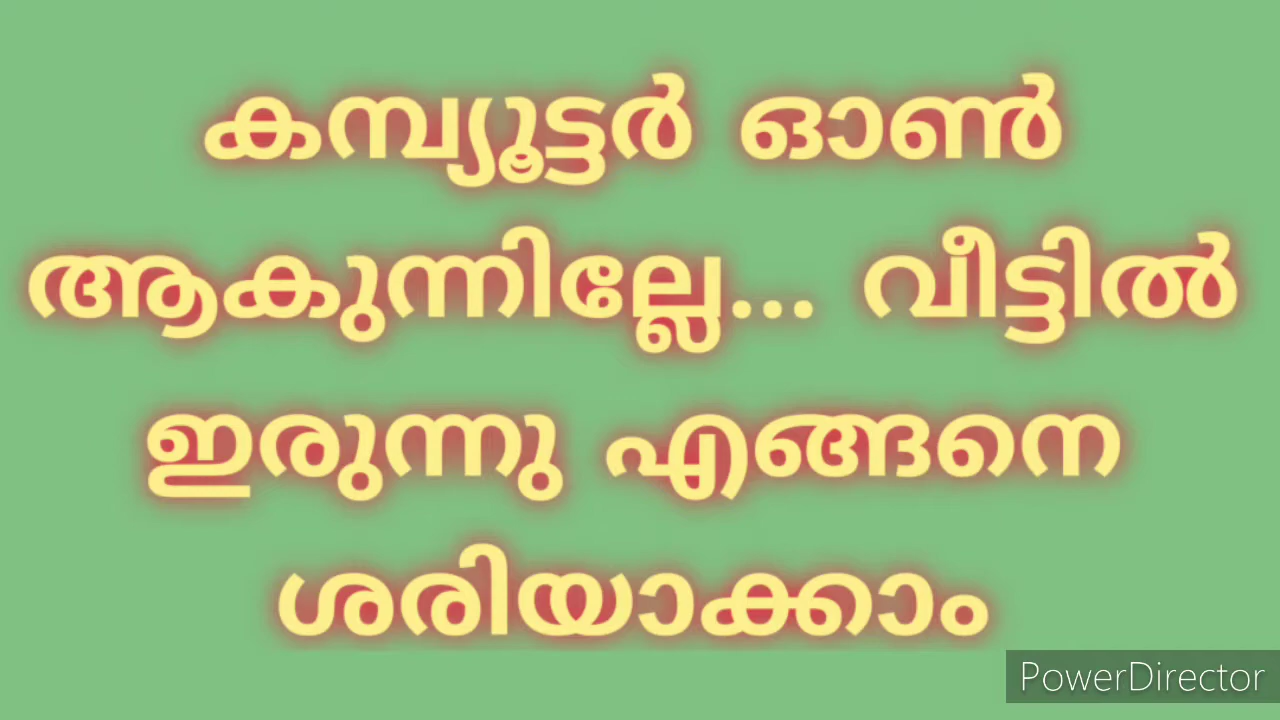 കമ്പ്യൂട്ടർ ഓൺ
ആകുന്നില്ലേ... വീട്ടിൽ
ഇരുന്നു എങ്ങനെ
ശരിയാക്കാം
PowerDirector